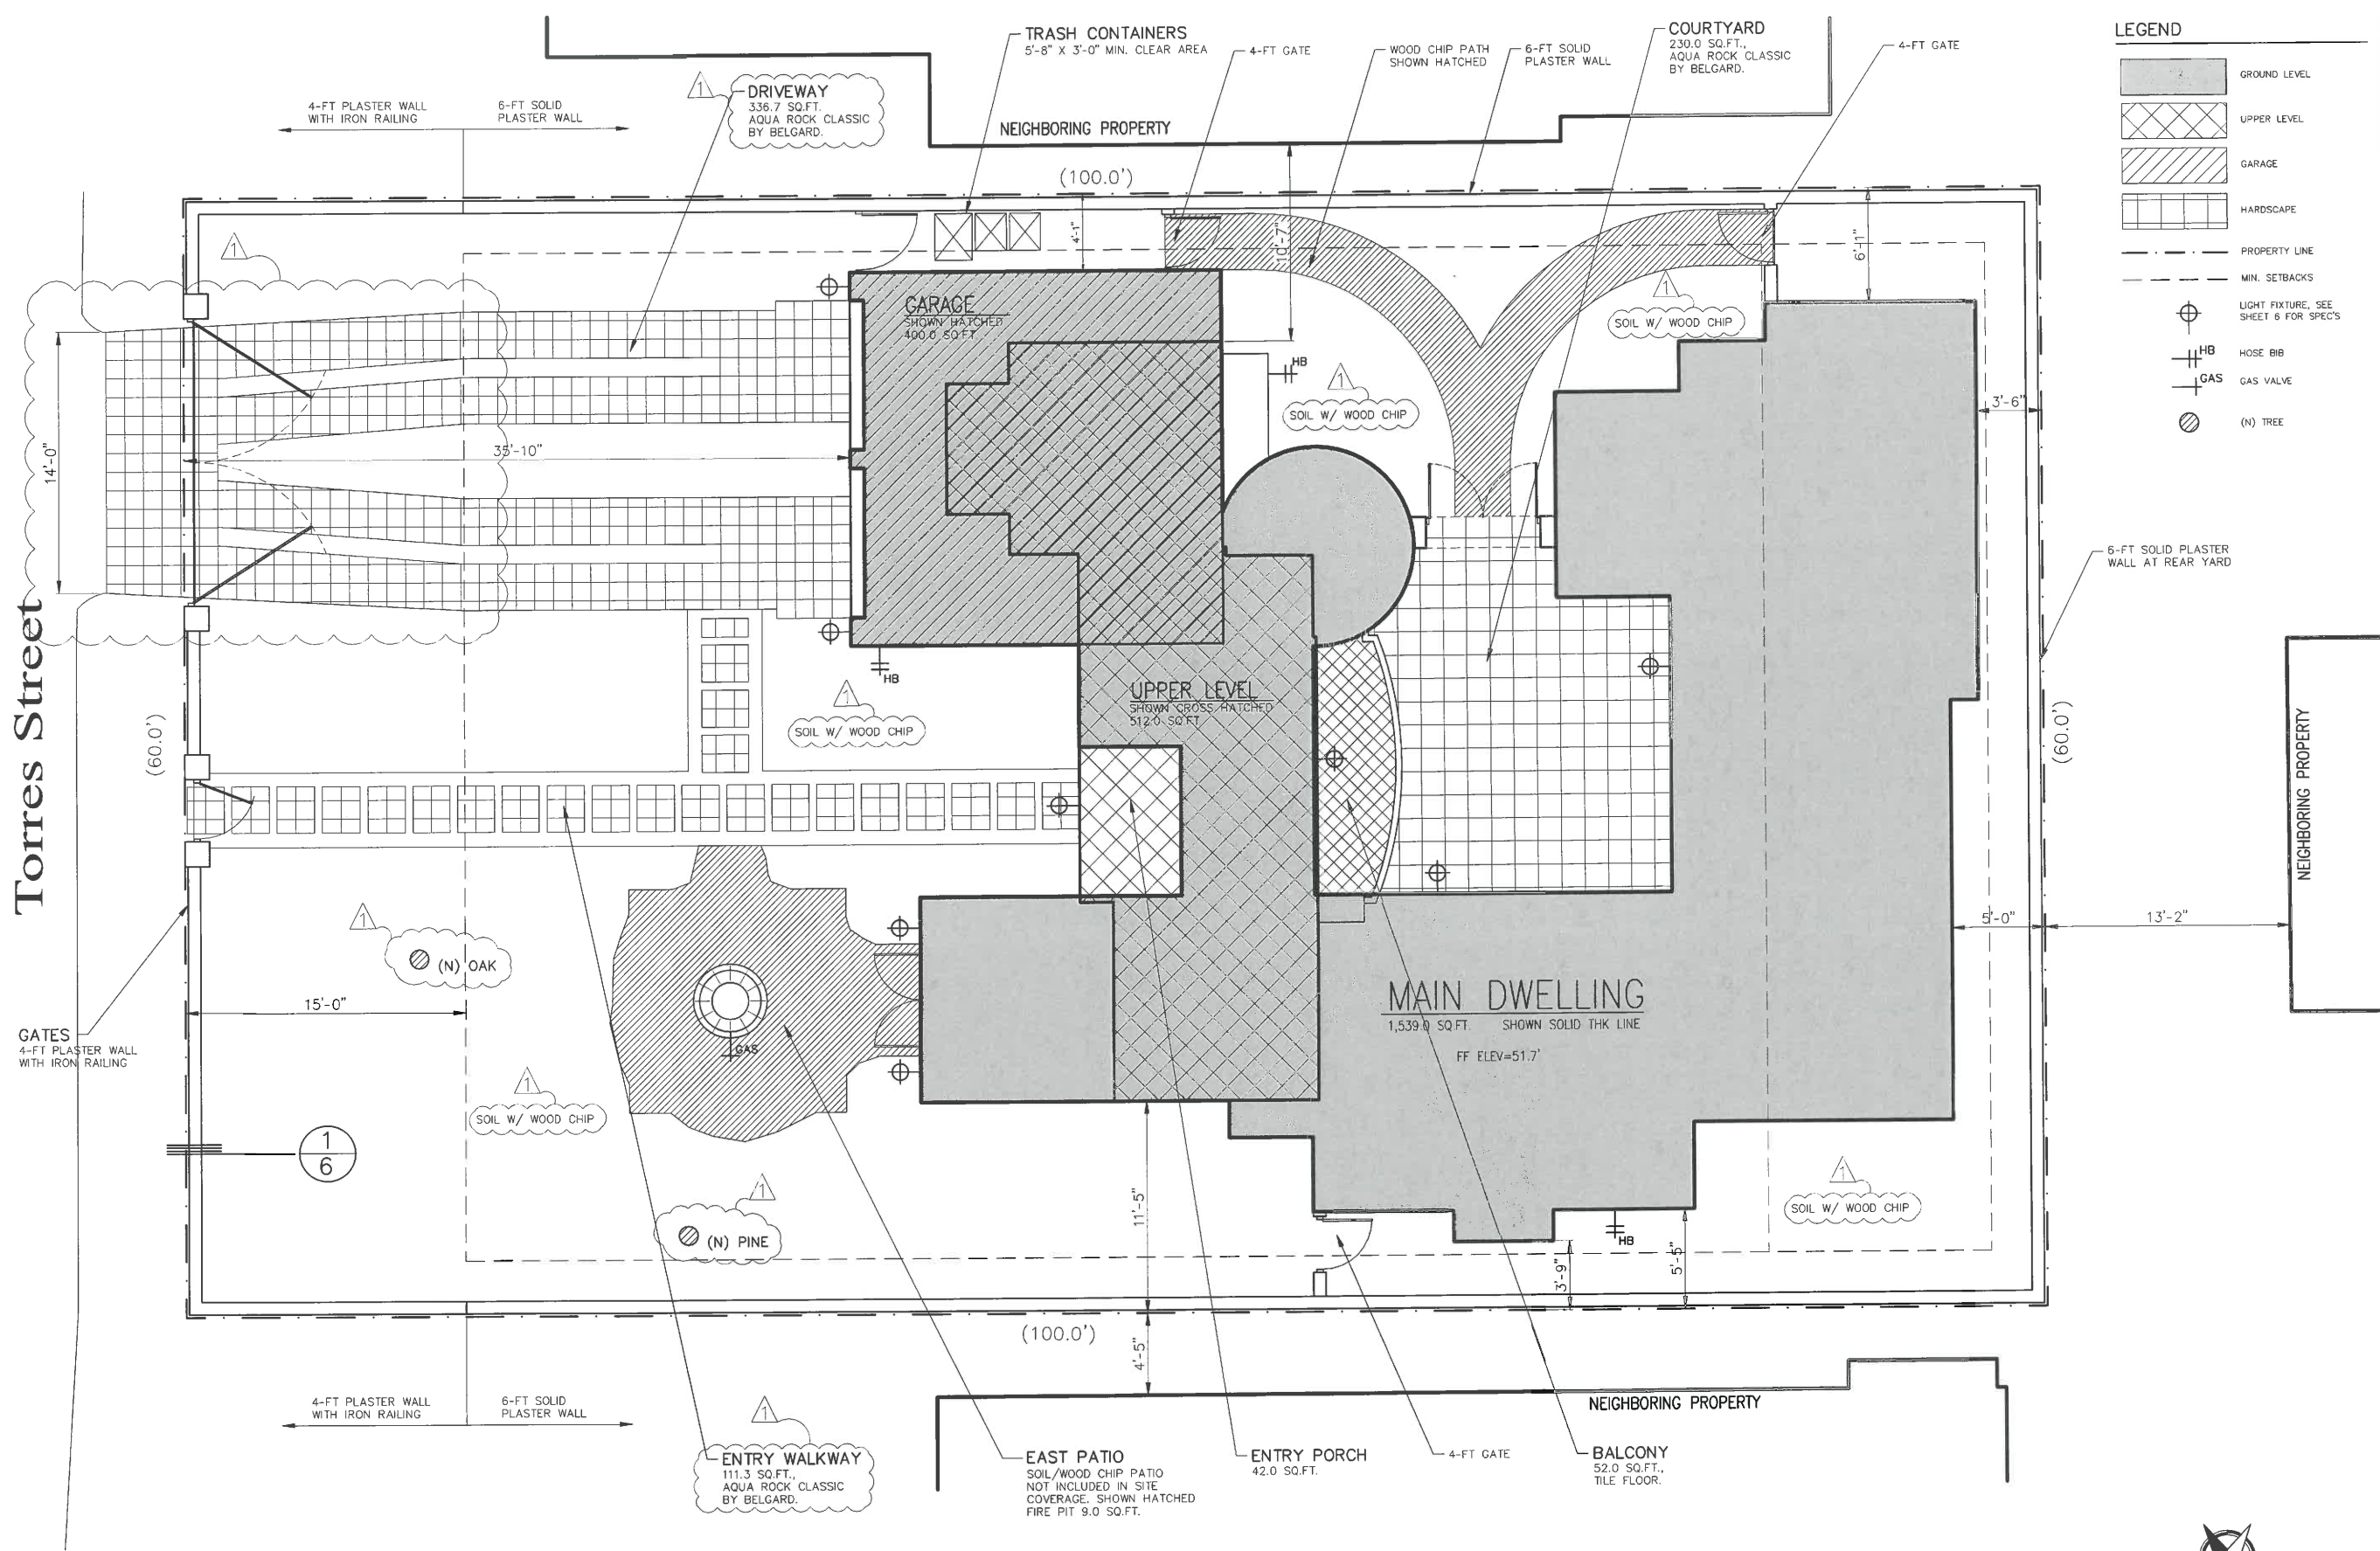 TRASH CONTAINERS
5'-8" X 3'-0" MIN. CLEAR AREA
4-FT GATE
WOOD CHIP PATH
SHOWN HATCHED
6-FT SOLID
PLASTER WALL
COURTYARD
230.0 SQ.FT.,
AQUA ROCK CLASSIC
BY BELGARD.
4-FT GATE
LEGEND
GROUND LEVEL
UPPER LEVEL
GARAGE
HARDSCAPE
PROPERTY LINE
MIN. SETBACKS
LIGHT FIXTURE, SEE
SHEET 6 FOR SPEC'S
HB
HOSE BIB
GAS
GAS VALVE
(N) TREE
4-FT PLASTER WALL
WITH IRON RAILING
6-FT SOLID
PLASTER WALL
1
DRIVEWAY
336.7 SQ.FT.
AQUA ROCK CLASSIC
BY BELGARD.
NEIGHBORING PROPERTY
(100.0')
4'-1"
10'-7"
6'-1"
1
GARAGE
SHOWN HATCHED
400.0 SQ.FT.
1
SOIL W/ WOOD CHIP
HB
1
SOIL W/ WOOD CHIP
3'-6"
14'-0"
35'-10"
6-FT SOLID PLASTER
WALL AT REAR YARD
Torres Street
HB
1
SOIL W/ WOOD CHIP
UPPER LEVEL
SHOWN CROSS HATCHED
512.0 SQ.FT.
(60.0')
(60.0')
NEIGHBORING PROPERTY
1
(N) OAK
5'-0"
13'-2"
15'-0"
MAIN DWELLING
1,539.0 SQ.FT. SHOWN SOLID THK LINE
FF ELEV=51.7'
GATES
4-FT PLASTER WALL
WITH IRON RAILING
GAS
1
SOIL W/ WOOD CHIP
1
6
1
(N) PINE
11'-5"
1
SOIL W/ WOOD CHIP
HB
3'-9"
5'-5"
(100.0')
4'-5"
4-FT PLASTER WALL
WITH IRON RAILING
6-FT SOLID
PLASTER WALL
1
ENTRY WALKWAY
111.3 SQ.FT.,
AQUA ROCK CLASSIC
BY BELGARD.
EAST PATIO
SOIL/WOOD CHIP PATIO
NOT INCLUDED IN SITE
COVERAGE. SHOWN HATCHED
FIRE PIT 9.0 SQ.FT.
ENTRY PORCH
42.0 SQ.FT.
4-FT GATE
BALCONY
52.0 SQ.FT.,
TILE FLOOR.
NEIGHBORING PROPERTY